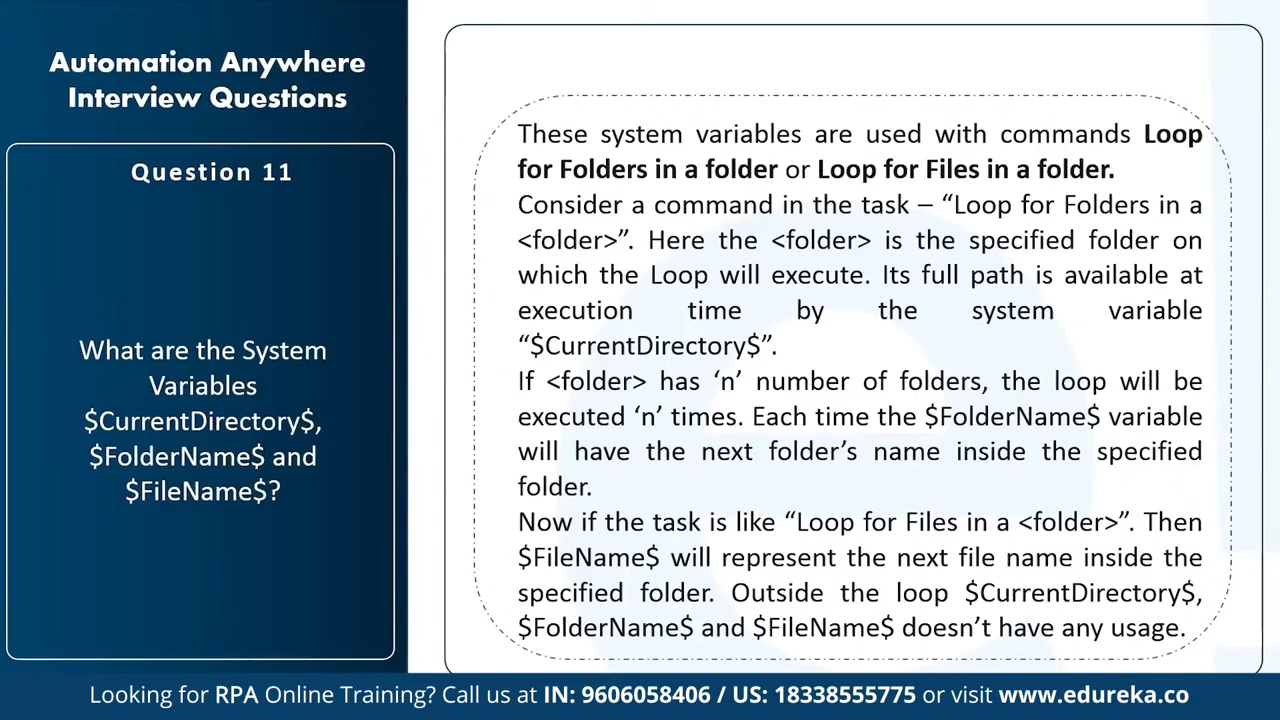 Automation Anywhere
Interview Questions
Question 11
What are the System
Variables
$CurrentDirectory$,
$FolderName$ and
$FileName$?
These system variables are used with commands Loop
for Folders in a folder or Loop for Files in a folder.
Consider a command in the task – “Loop for Folders in a
<folder>”. Here the <folder> is the specified folder on
which the Loop will execute. Its full path is available at
execution time by the system variable
“$CurrentDirectory$”.
If <folder> has ‘n’ number of folders, the loop will be
executed ‘n’ times. Each time the $FolderName$ variable
will have the next folder’s name inside the specified
folder.
Now if the task is like “Loop for Files in a <folder>”. Then
$FileName$ will represent the next file name inside the
specified folder. Outside the loop $CurrentDirectory$,
$FolderName$ and $FileName$ doesn’t have any usage.
Looking for RPA Online Training? Call us at IN: 9606058406 / US: 18338555775 or visit www.edureka.co